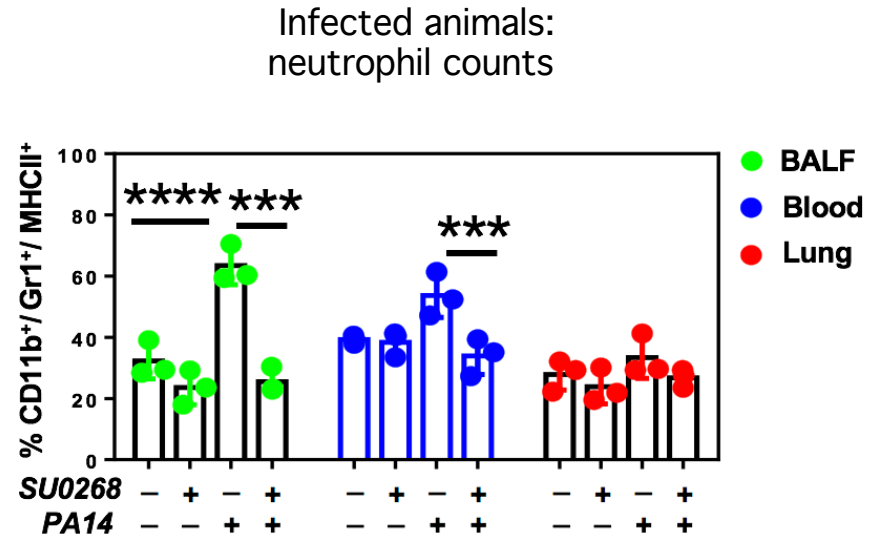 Infected animals:
neutrophil counts
% CD11b⁺/ Gr1⁺/ MHCII⁺
100
80
60
40
20
0
**** ***
***
BALF
Blood
Lung
SU0268 – + – + – + – + – + – +
PA14 – – + + – – + + – – + +